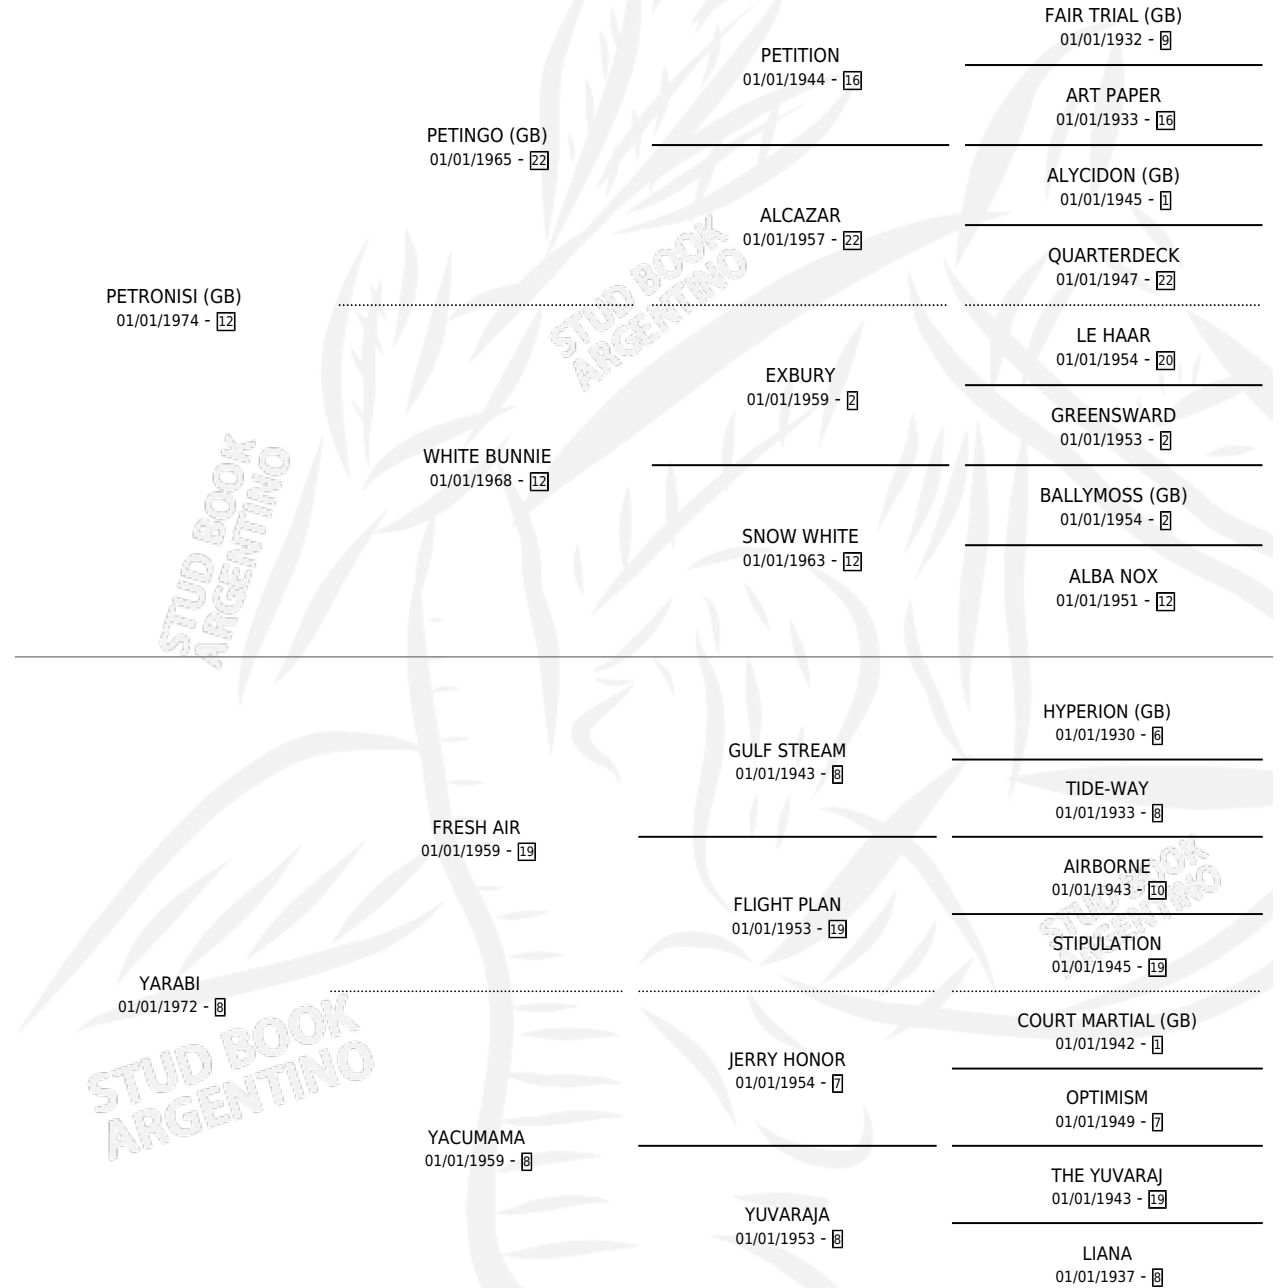 FAIR TRIAL (GB)
01/01/1932 - 9
PETITION
01/01/1944 - 16
ART PAPER
01/01/1933 - 16
PETINGO (GB)
01/01/1965 - 22
ALYCIDON (GB)
01/01/1945 - 1
ALCAZAR
01/01/1957 - 22
QUARTERDECK
01/01/1947 - 22
PETRONISI (GB)
01/01/1974 - 12
LE HAAR
01/01/1954 - 20
EXBURY
01/01/1959 - 2
GREENSWARD
01/01/1953 - 2
WHITE BUNNIE
01/01/1968 - 12
BALLYMOSS (GB)
01/01/1954 - 2
SNOW WHITE
01/01/1963 - 12
ALBA NOX
01/01/1951 - 12
HYPERION (GB)
01/01/1930 - 6
GULF STREAM
01/01/1943 - 8
TIDE-WAY
01/01/1933 - 8
FRESH AIR
01/01/1959 - 19
AIRBORNE
01/01/1943 - 10
FLIGHT PLAN
01/01/1953 - 19
STIPULATION
01/01/1945 - 19
YARABI
01/01/1972 - 8
COURT MARTIAL (GB)
01/01/1942 - 1
JERRY HONOR
01/01/1954 - 7
OPTIMISM
01/01/1949 - 7
YACUMAMA
01/01/1959 - 8
THE YUVARAJ
01/01/1943 - 19
YUVARAJA
01/01/1953 - 8
LIANA
01/01/1937 - 8
STUD BOOK
ARGENTINO
STUD BOOK
ARGENTINO
STUD BOOK
ARGENTINO
STUD BOOK
ARGENTINO